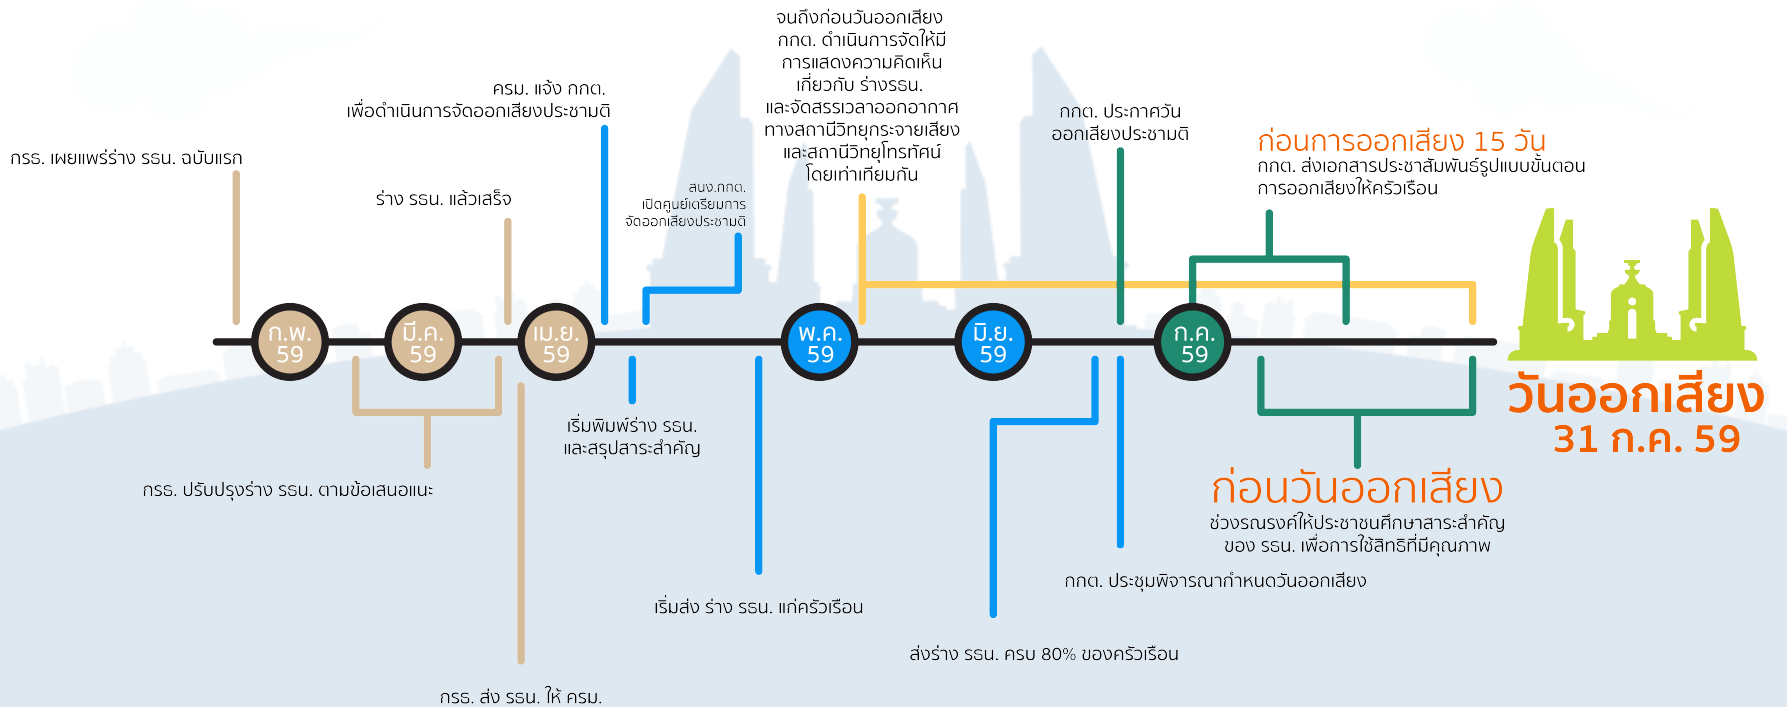 จนถึงก่อนวันออกเสียง
กกต. ดำเนินการจัดให้มี
การแสดงความคิดเห็น
เกี่ยวกับ ร่างรธน.
และจัดสรรเวลาออกอากาศ
ทางสถานีวิทยุกระจายเสียง
และสถานีวิทยุโทรทัศน์
โดยเท่าเทียมกัน
กรธ. เผยแพร่ร่าง รธน. ฉบับแรก
ร่าง รธน. แล้วเสร็จ
ครม. แจ้ง กกต.
เพื่อดำเนินการจัดออกเสียงประชามติ
สนง.กกต.
เปิดศูนย์เตรียมการ
จัดออกเสียงประชามติ
กกต. ประกาศวัน
ออกเสียงประชามติ
ก่อนการออกเสียง 15 วัน
กกต. ส่งเอกสารประชาสัมพันธ์รูปแบบขั้นตอน
การออกเสียงให้ครัวเรือน
ก.พ.
59
มี.ค.
59
เม.ย.
59
พ.ค.
59
มิ.ย.
59
ก.ค.
59
วันออกเสียง
31 ก.ค. 59
กรธ. ปรับปรุงร่าง รธน. ตามข้อเสนอแนะ
กรธ. ส่ง รธน. ให้ ครม.
เริ่มพิมพ์ร่าง รธน.
และสรุปสาระสำคัญ
เริ่มส่ง ร่าง รธน. แก่ครัวเรือน
ส่งร่าง รธน. ครบ 80% ของครัวเรือน
กกต. ประชุมพิจารณากำหนดวันออกเสียง
ก่อนวันออกเสียง
ช่วงรณรงค์ให้ประชาชนศึกษาสาระสำคัญ
ของ รธน. เพื่อการใช้สิทธิที่มีคุณภาพ